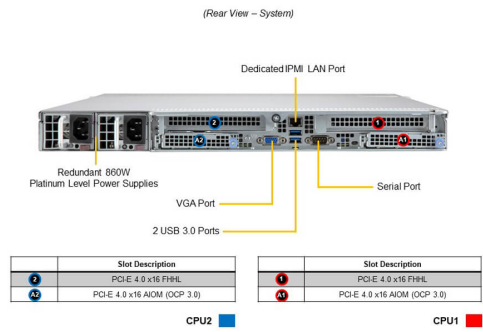 (Rear View – System)
Dedicated IPMI LAN Port
2
1
A2
A1
Redundant 860W
Platinum Level Power Supplies
Serial Port
VGA Port
2 USB 3.0 Ports
Slot Description
2 PCI-E 4.0 x16 FHHL
A2 PCI-E 4.0 x16 AIOM (OCP 3.0)
CPU2
Slot Description
1 PCI-E 4.0 x16 FHHL
A1 PCI-E 4.0 x16 AIOM (OCP 3.0)
CPU1